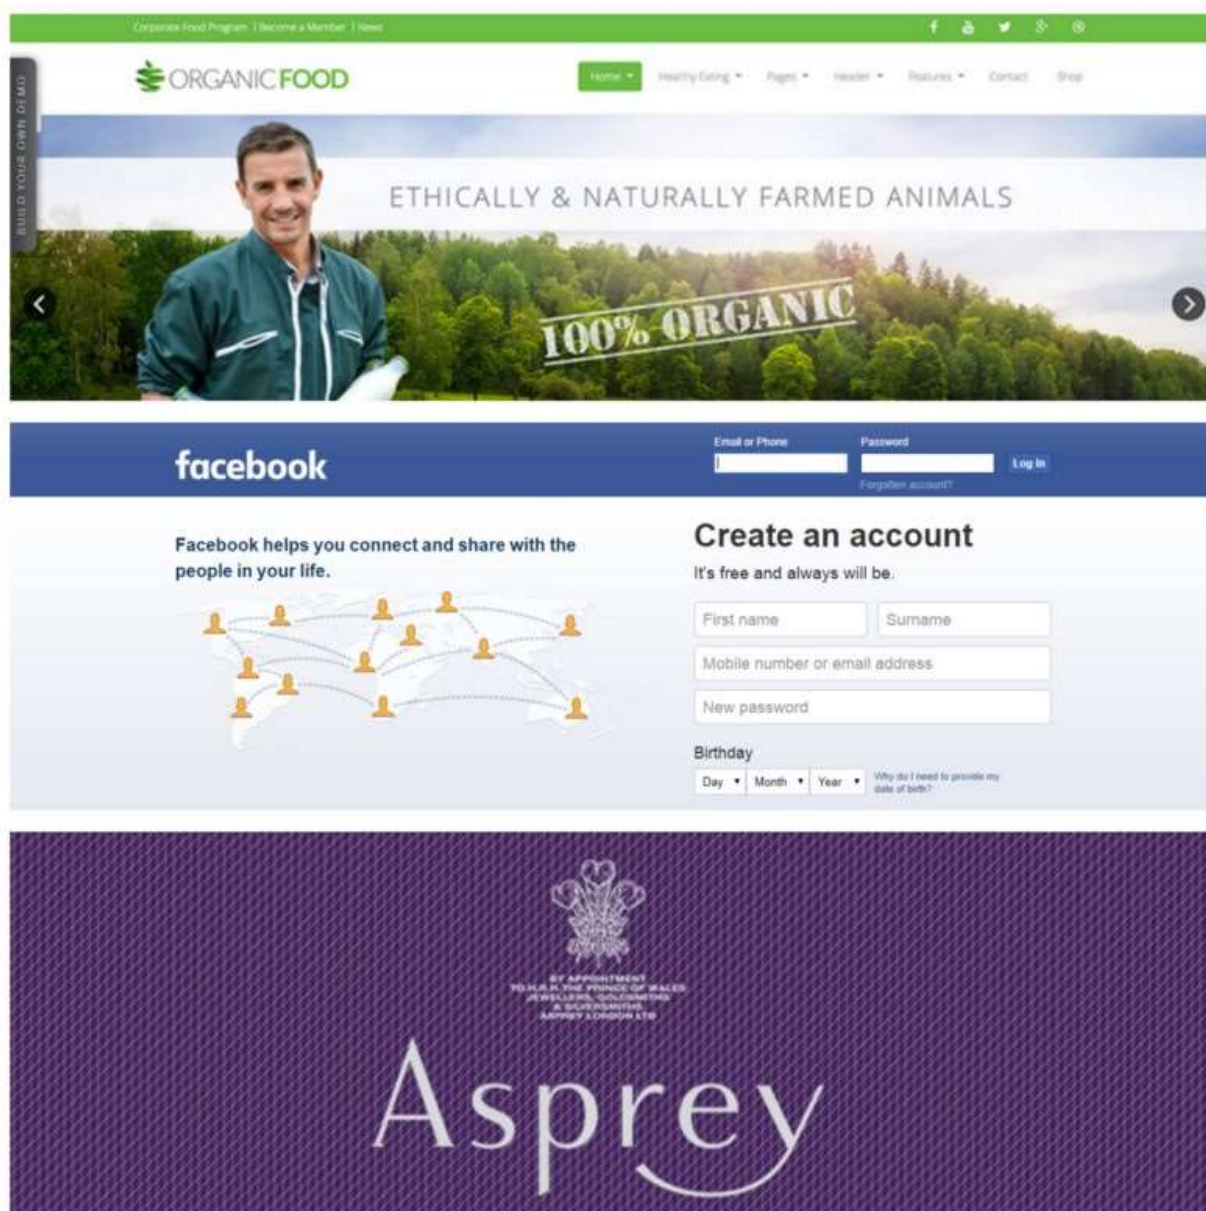 Corporate Food Program | Become a Member | News
ORGANIC FOOD
Home Healthy Eating Pages Header Features Contact Shop
BUILD YOUR OWN DEMO
ETHICALLY & NATURALLY FARMED ANIMALS
100% ORGANIC
facebook
Email or Phone Password
Log In
Forgotten account?
Facebook helps you connect and share with the
people in your life.
Create an account
It's free and always will be.
First name Surname
Mobile number or email address
New password
Birthday
Day Month Year
Why do I need to provide my
date of birth?
BY APPOINTMENT
TO H.R.H. THE PRINCE OF WALES
JEWELLERS, GOLDSMITHS
& SILVERSMITHS
ASPREY LONDON LTD
Asprey